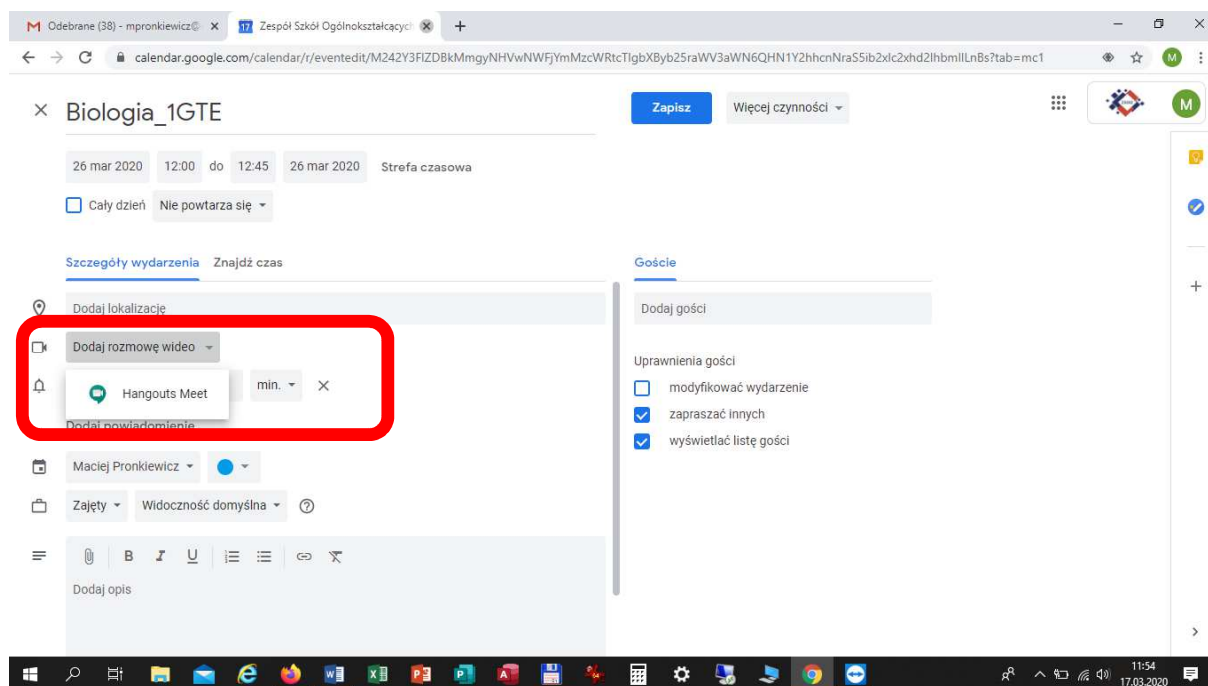 Odebrane (38) - mpronkiewicz@
17 Zespół Szkół Ogólnokształcącyc
calendar.google.com/calendar/r/eventedit/M242Y3FlZDBkMmgyNHVwNWFjYmMzcWRtcTIgbXByb25raWV3aWN6QHN1Y2hhcnNraS5ib2xlc2xhd2lhbmllLnBs?tab=mc1
M
Biologia_1GTE
Zapisz Więcej czynności
M
26 mar 2020 12:00 do 12:45 26 mar 2020 Strefa czasowa
Cały dzień Nie powtarza się
Szczegóły wydarzenia Znajdź czas
Goście
Dodaj lokalizację
Dodaj gości
Dodaj rozmowę wideo
Hangouts Meet
min.
Dodaj powiadomienie
Uprawnienia gości
modyfikować wydarzenie
zapraszać innych
wyświetlać listę gości
Maciej Pronkiewicz
Zajęty Widoczność domyślna
B I U
Dodaj opis
11:54
17.03.2020